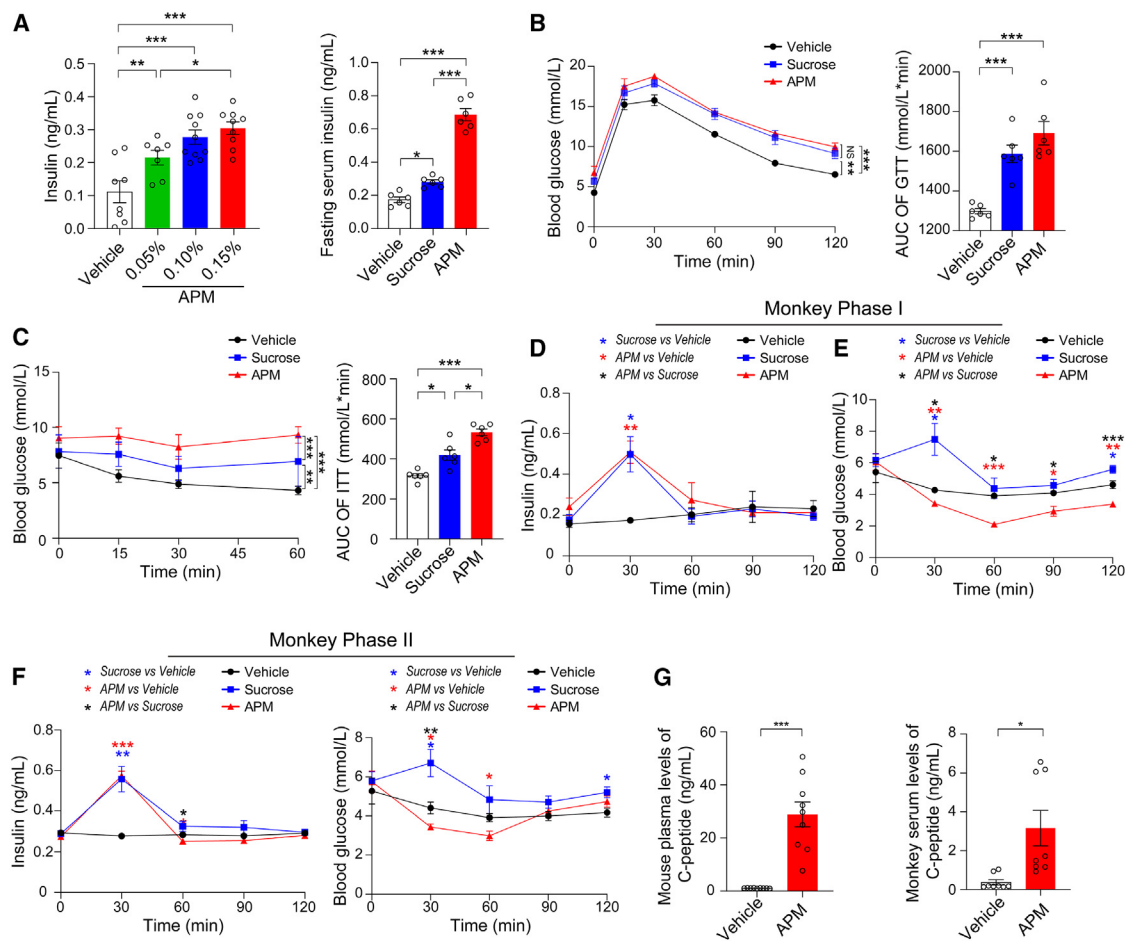 A
***
***
**
*
Insulin (ng/mL)
0.5
0.4
0.3
0.2
0.1
0.0
Vehicle
0.05%
0.10%
0.15%
APM
***
***
*
Fasting serum insulin (ng/mL)
1.0
0.8
0.6
0.4
0.2
0.0
Vehicle
Sucrose
APM
B
Vehicle
Sucrose
APM
Blood glucose (mmol/L)
20
15
10
5
0
0
30
60
90
120
Time (min)
NS
**
***
***
***
AUC OF GTT (mmol/L*min)
2000
1800
1600
1400
1200
Vehicle
Sucrose
APM
C
Vehicle
Sucrose
APM
Blood glucose (mmol/L)
15
10
5
0
0
15
30
45
60
Time (min)
***
**
***
***
*
*
AUC OF ITT (mmol/L*min)
800
600
400
200
0
Vehicle
Sucrose
APM
Monkey Phase I
D
* Sucrose vs Vehicle
* APM vs Vehicle
* APM vs Sucrose
Vehicle
Sucrose
APM
Insulin (ng/mL)
0.8
0.6
0.4
0.2
0
*
**
0
30
60
90
120
Time (min)
E
* Sucrose vs Vehicle
* APM vs Vehicle
* APM vs Sucrose
Vehicle
Sucrose
APM
Blood glucose (mmol/L)
10
8
6
4
2
0
*
**
*
*
***
*
*
***
**
*
0
30
60
90
120
Time (min)
Monkey Phase II
F
* Sucrose vs Vehicle
* APM vs Vehicle
* APM vs Sucrose
Vehicle
Sucrose
APM
Insulin (ng/mL)
0.8
0.6
0.4
0.2
0
***
**
*
*
0
30
60
90
120
Time (min)
* Sucrose vs Vehicle
* APM vs Vehicle
* APM vs Sucrose
Vehicle
Sucrose
APM
Blood glucose (mmol/L)
8
6
4
2
0
**
*
*
*
*
0
30
60
90
120
Time (min)
G
***
Mouse plasma levels of
C-peptide (ng/mL)
60
40
20
0
Vehicle
APM
*
Monkey serum levels of
C-peptide (ng/mL)
8
6
4
2
0
Vehicle
APM